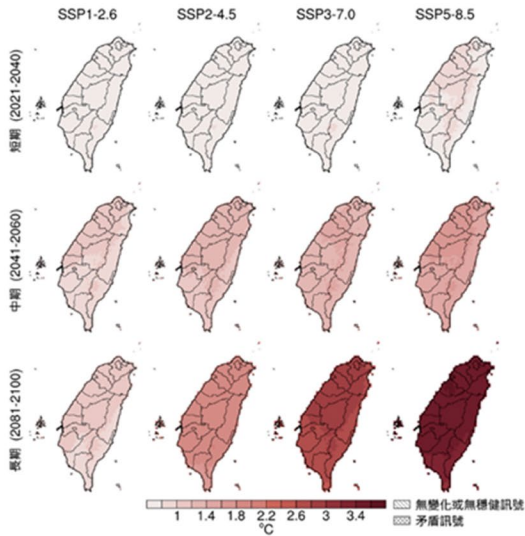 SSP1-2.6 SSP2-4.5 SSP3-7.0 SSP5-8.5
短期 (2021-2040)
中期 (2041-2060)
長期 (2081-2100)
1 1.4 1.8 2.2 2.6 3 3.4
°C
無變化或無穩健訊號
矛盾訊號